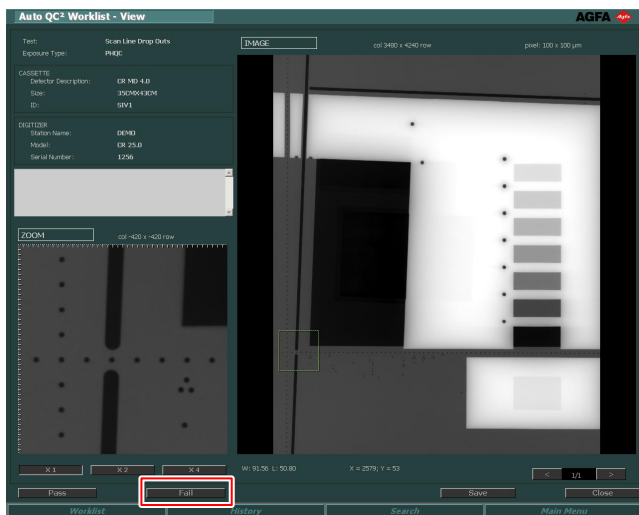 Auto QC² Worklist - View
AGFA
Agfa
Test: Scan Line Drop Outs
Exposure Type: PHQC
CASSETTE
Detector Description: CR MD 4.0
Size: 35CMX43CM
ID: SIV1
DIGITIZER
Station Name: DEMO
Model: CR 25.0
Serial Number: 1256
IMAGE
col 3480 x 4240 row
pixel: 100 x 100 µm
ZOOM
col -420 x -420 row
X 1 X 2 X 4
W: 91.56 L: 50.80
X = 2579; Y = 53
< 1/1 >
Pass Fail Save Close
Worklist History Search Main Menu